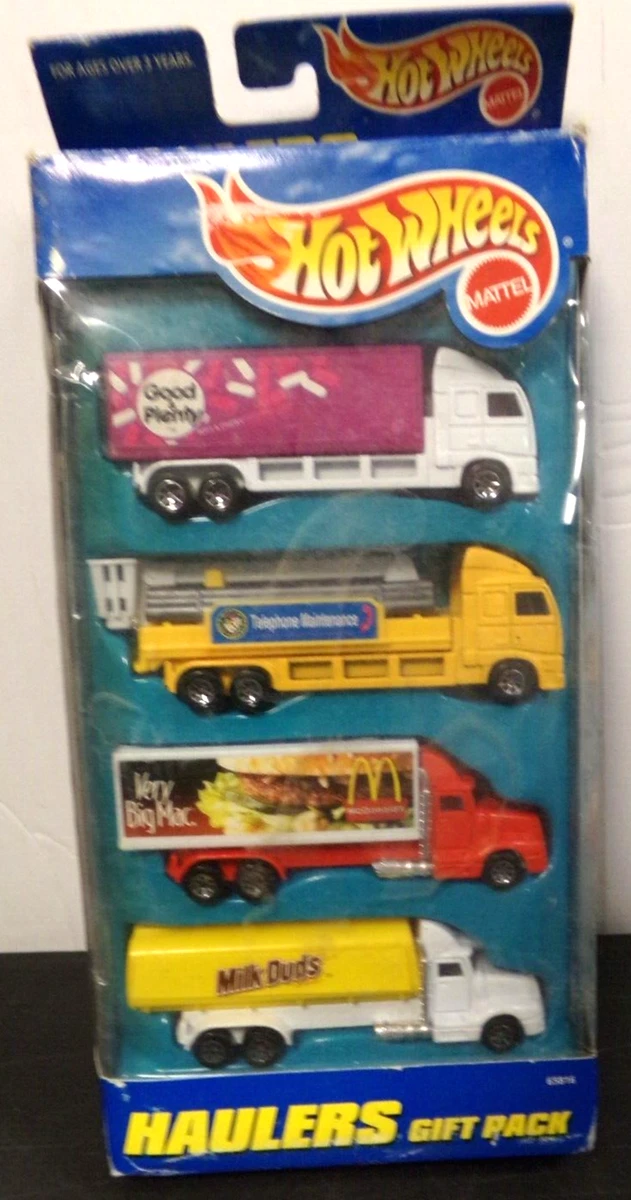 FOR AGES OVER 3 YEARS.
HOT WHEELS
MATTEL
HOT WHEELS
MATTEL
Good
&
Plenty
Telephone Maintenance
Very
Big Mac.
McDonald's
Milk Duds
65816
HAULERS GIFT PACK